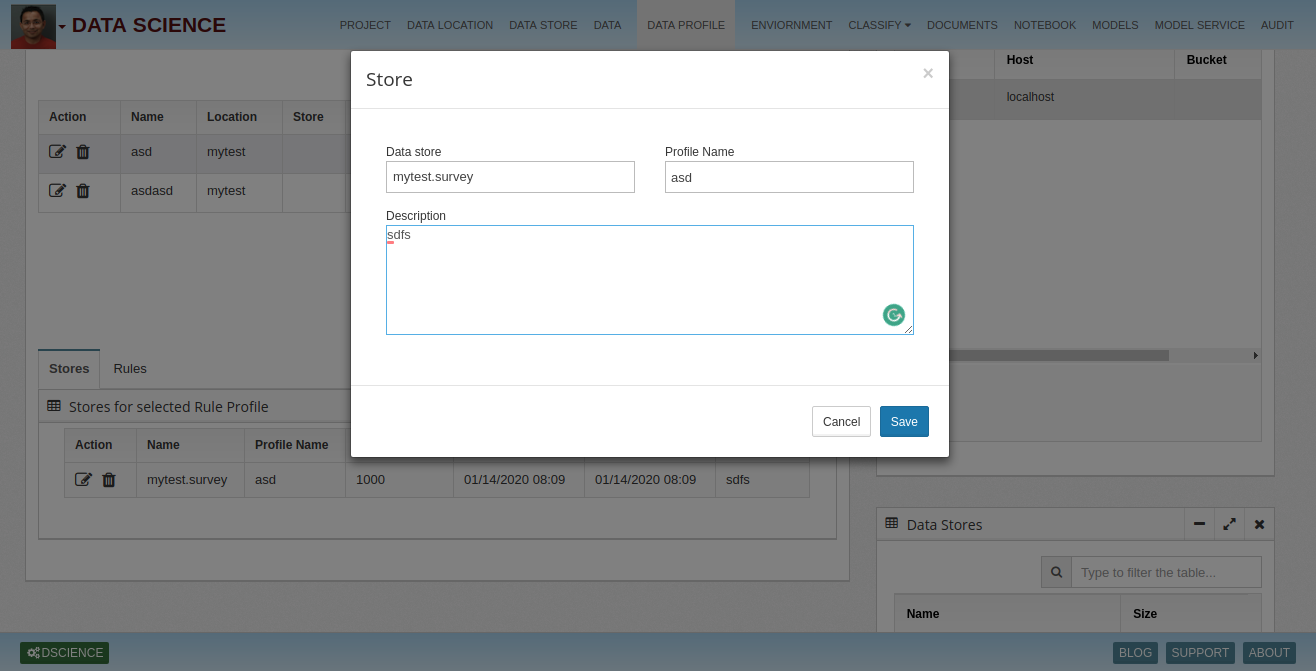 DATA SCIENCE
PROJECT DATA LOCATION DATA STORE DATA DATA PROFILE ENVIORNMENT CLASSIFY DOCUMENTS NOTEBOOK MODELS MODEL SERVICE AUDIT
Store ×
Data store Profile Name
mytest.survey asd
Description
sdfs
Cancel Save
Host Bucket
localhost
Action Name Location Store
asd mytest
asdasd mytest
Stores Rules
Stores for selected Rule Profile
Action Name Profile Name
mytest.survey asd 1000 01/14/2020 08:09 01/14/2020 08:09 sdfs
Data Stores
Type to filter the table...
Name Size
DSCIENCE BLOG SUPPORT ABOUT